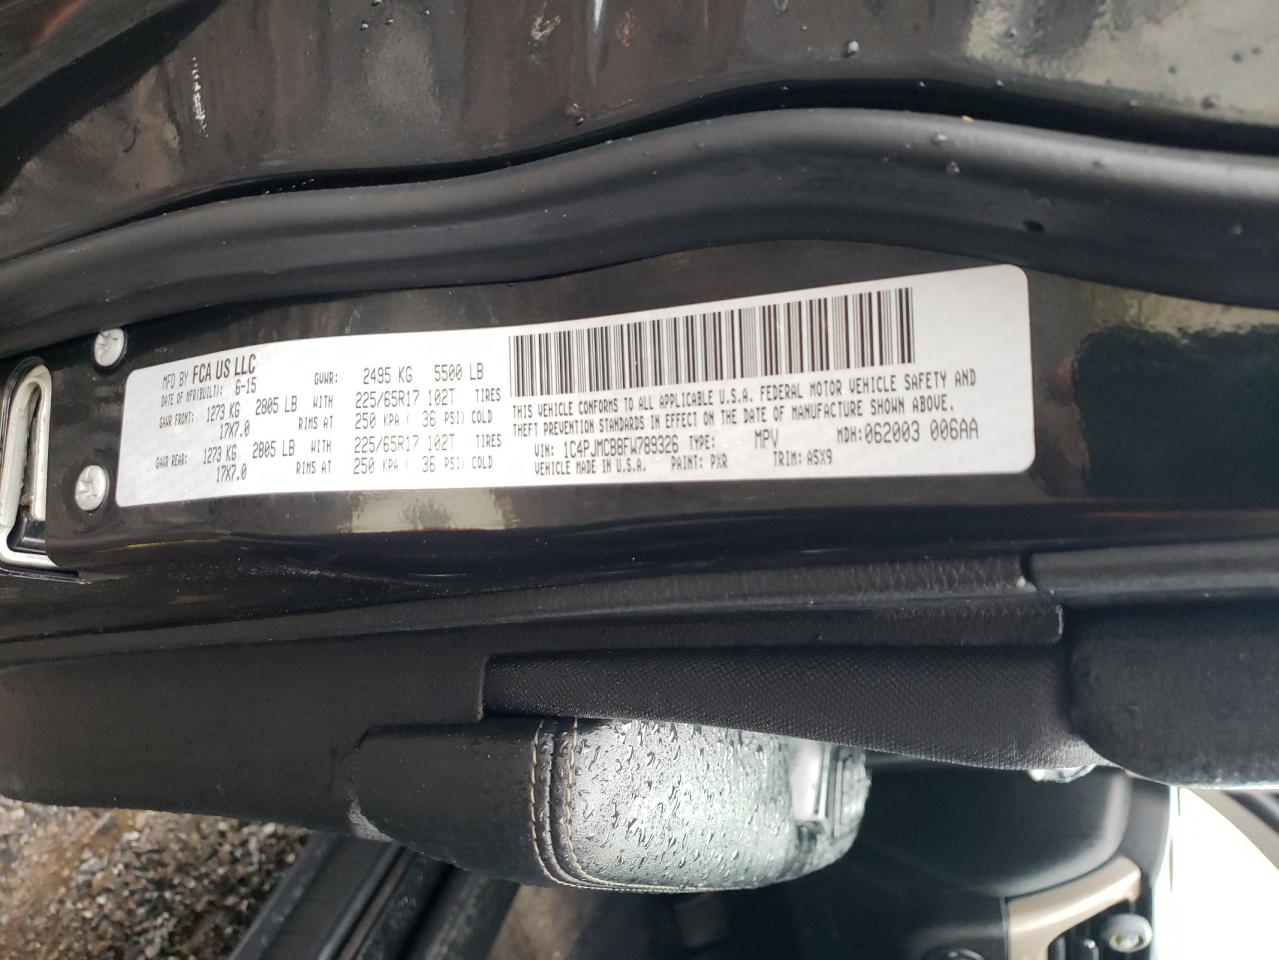 MFD BY FCA US LLC
DATE OF MFR(BUILT): 6-15 GVWR: 2495 KG 5500 LB
GAWR FRONT: 1273 KG 2805 LB WITH 225/65R17 102T TIRES
17X7.0 RIMS AT 250 KPA ( 36 PSI) COLD
GAWR REAR: 1273 KG 2805 LB WITH 225/65R17 102T TIRES
17X7.0 RIMS AT 250 KPA ( 36 PSI) COLD
THIS VEHICLE CONFORMS TO ALL APPLICABLE U.S.A. FEDERAL MOTOR VEHICLE SAFETY AND
THEFT PREVENTION STANDARDS IN EFFECT ON THE DATE OF MANUFACTURE SHOWN ABOVE.
VIN: 1C4PJMCB8FW789326 TYPE: MPV MDH:062003 006AA
VEHICLE MADE IN U.S.A. PAINT: PXR TRIM: A5X9